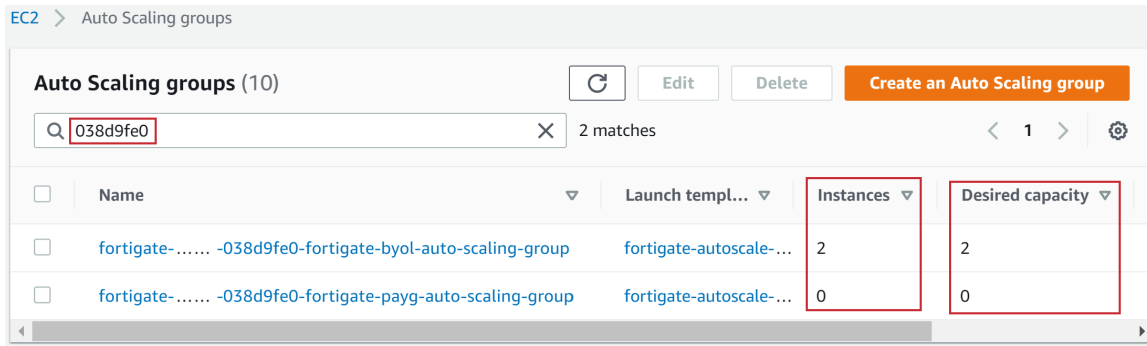 EC2 > Auto Scaling groups
Auto Scaling groups (10) Edit Delete Create an Auto Scaling group
038d9fe0 2 matches 1
Name Launch templ... Instances Desired capacity
fortigate-...... -038d9fe0-fortigate-byol-auto-scaling-group fortigate-autoscale-... 2 2
fortigate-...... -038d9fe0-fortigate-payg-auto-scaling-group fortigate-autoscale-... 0 0